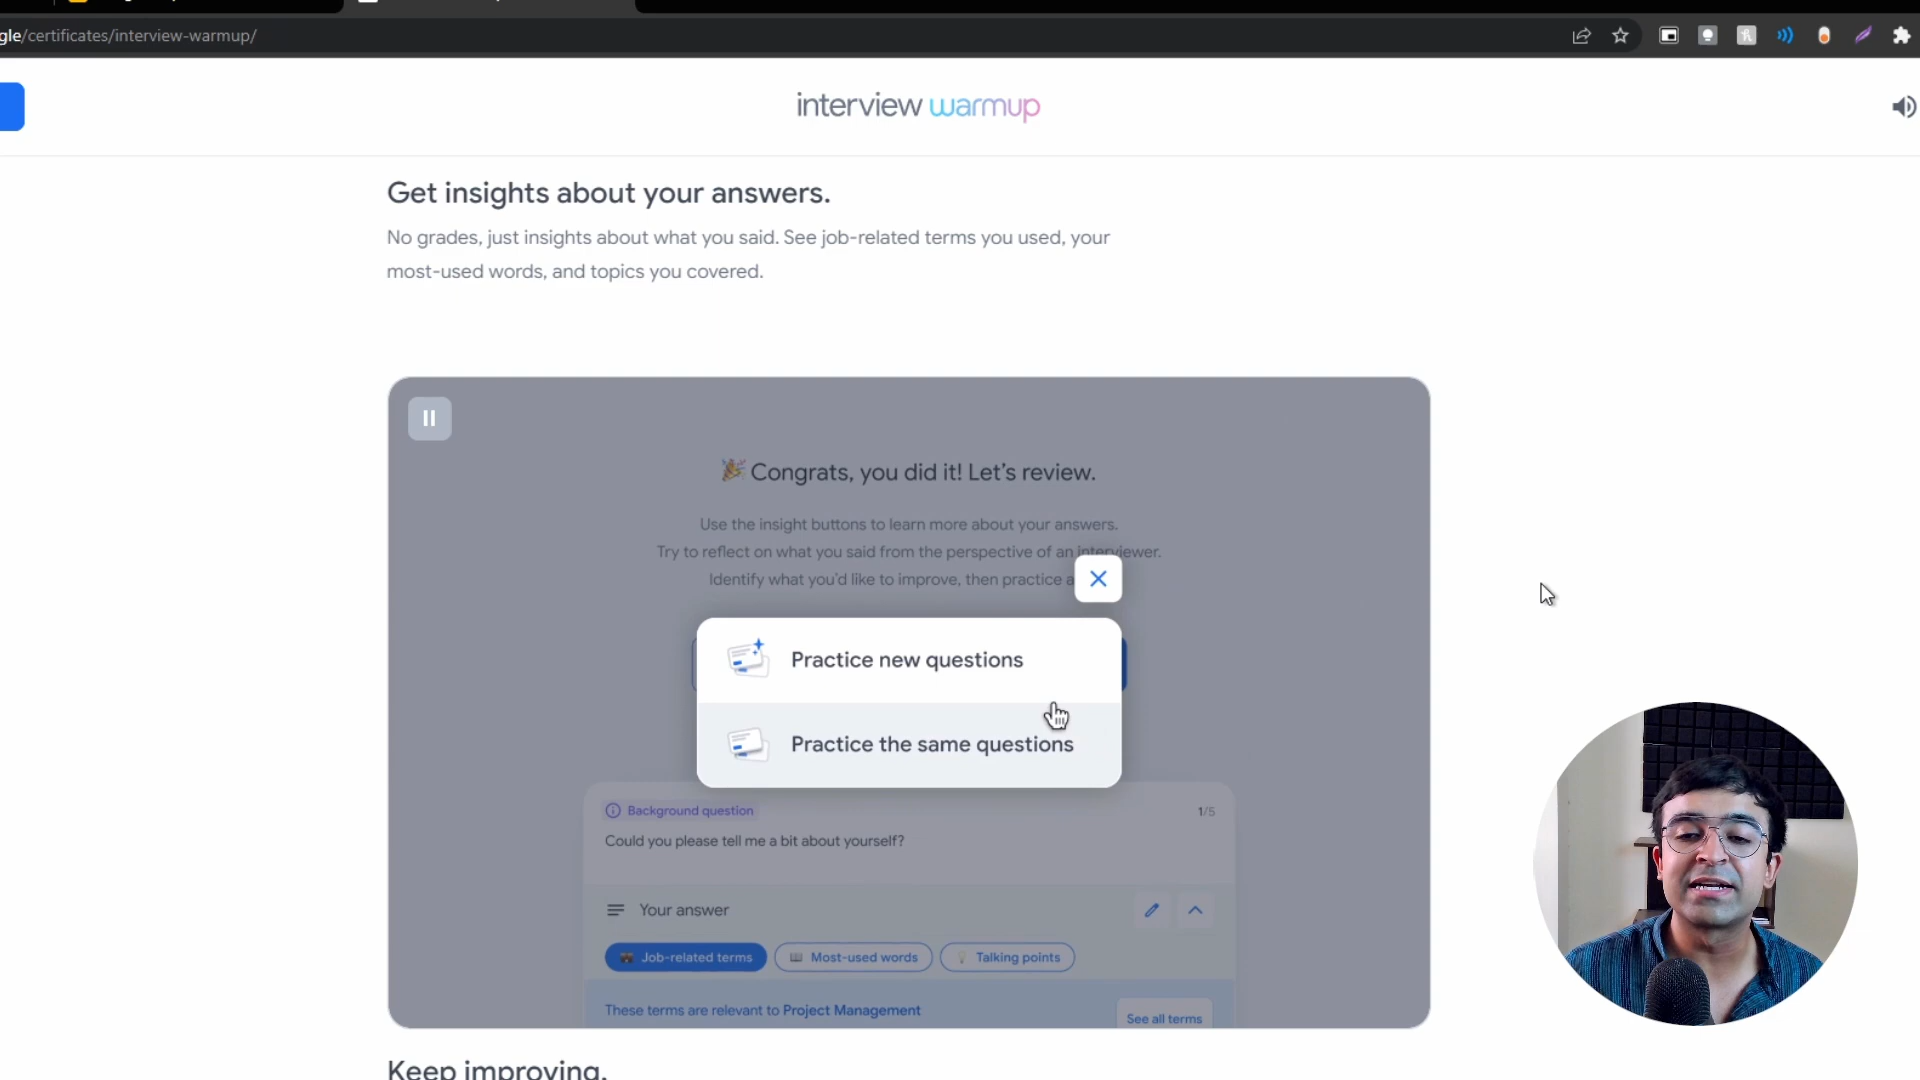 gle/certificates/interview-warmup/
interview warmup
Get insights about your answers.
No grades, just insights about what you said. See job-related terms you used, your
most-used words, and topics you covered.
🎉 Congrats, you did it! Let's review.
Use the insight buttons to learn more about your answers.
Try to reflect on what you said from the perspective of an interviewer.
Identify what you'd like to improve, then practice a
Practice new questions
Practice the same questions
Background question
1/5
Could you please tell me a bit about yourself?
Your answer
Job-related terms
Most-used words
Talking points
These terms are relevant to Project Management
See all terms
Keep improving.